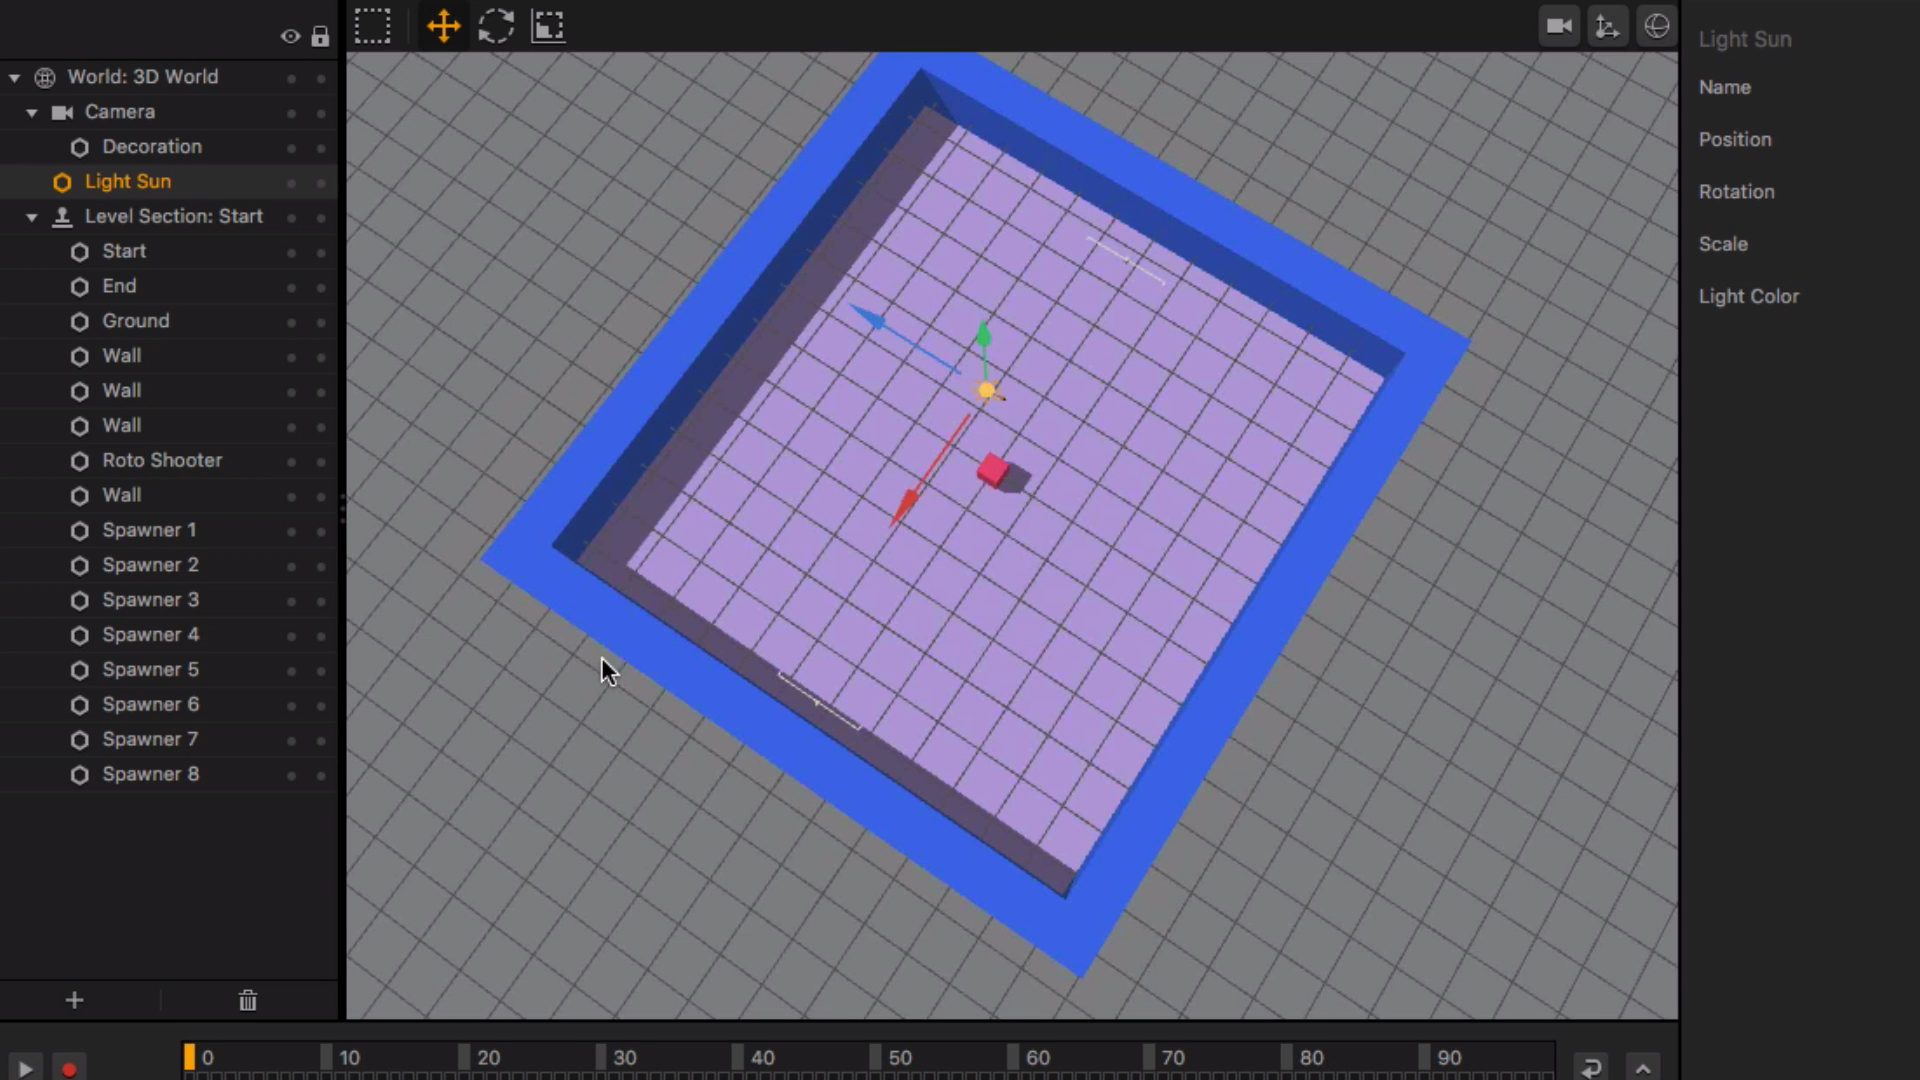 World: 3D World
Camera
Decoration
Light Sun
Level Section: Start
Start
End
Ground
Wall
Wall
Wall
Roto Shooter
Wall
Spawner 1
Spawner 2
Spawner 3
Spawner 4
Spawner 5
Spawner 6
Spawner 7
Spawner 8
0 10 20 30 40 50 60 70 80 90
Light Sun
Name
Position
Rotation
Scale
Light Color